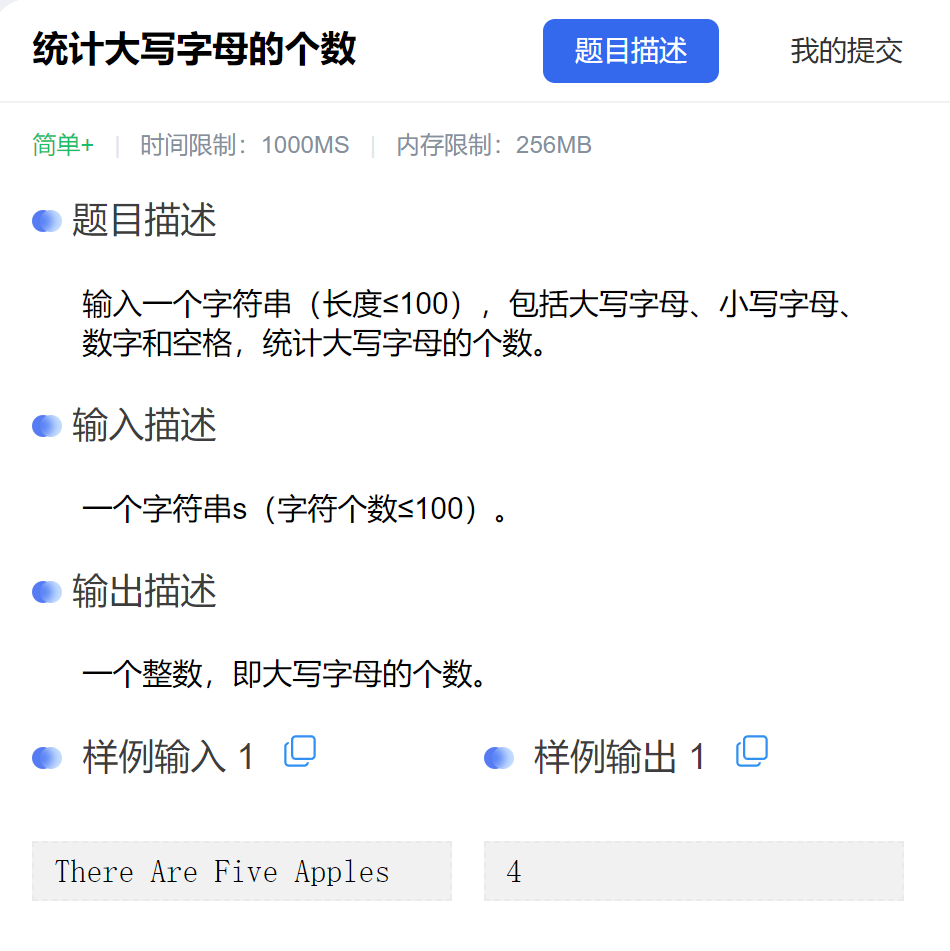 统计大写字母的个数
题目描述
我的提交
简单+ | 时间限制：1000MS | 内存限制：256MB
题目描述
输入一个字符串（长度≤100），包括大写字母、小写字母、
数字和空格，统计大写字母的个数。
输入描述
一个字符串s（字符个数≤100）。
输出描述
一个整数，即大写字母的个数。
样例输入 1
样例输出 1
There Are Five Apples
4